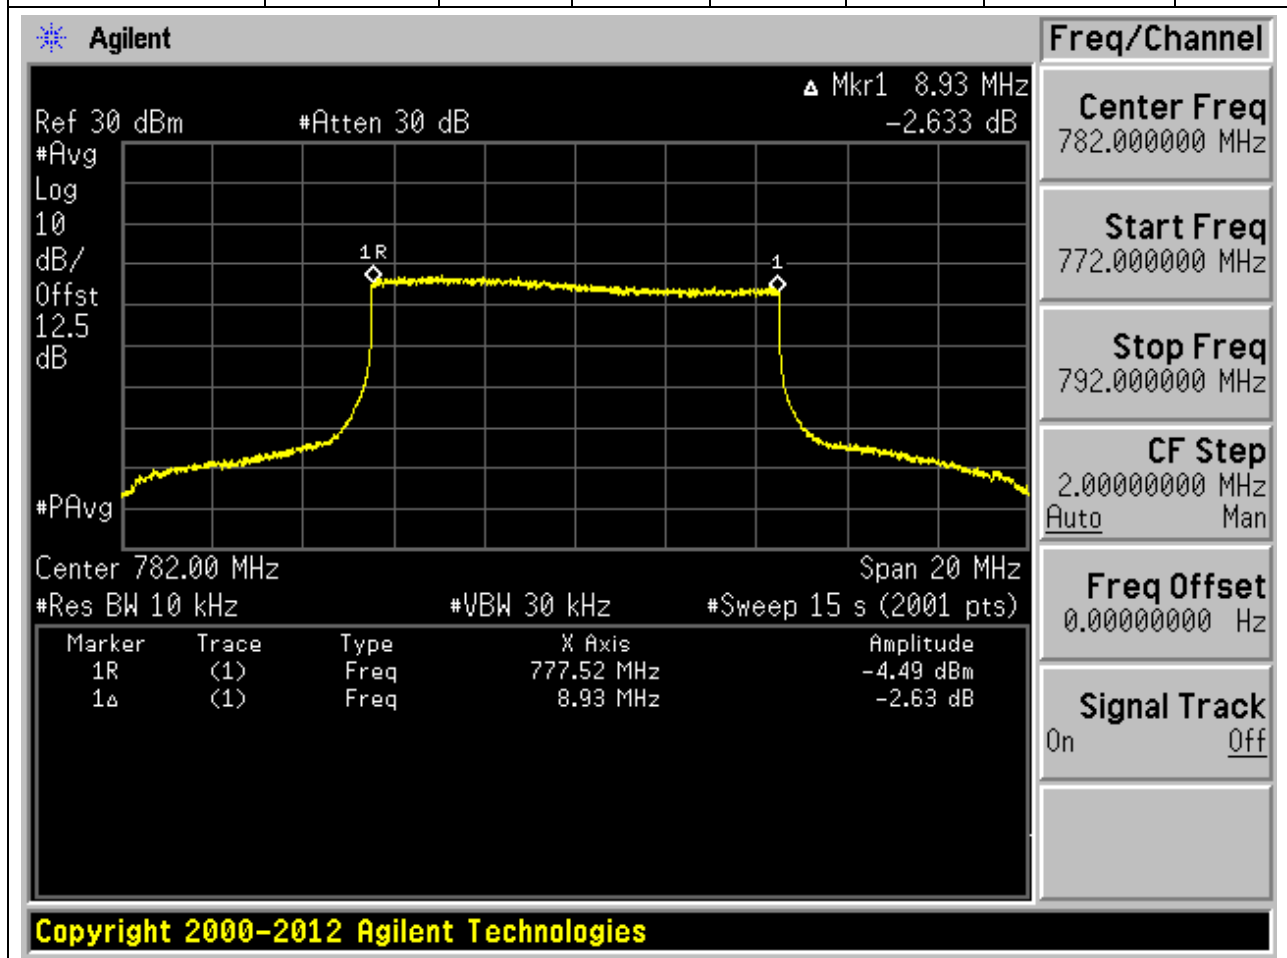 Agilent
Freq/Channel
Δ Mkr1 8.93 MHz
Ref 30 dBm #Atten 30 dB -2.633 dB
#Avg
Log
10
dB/
Offst
12.5
dB
#PAvg
1R
1
Center 782.00 MHz Span 20 MHz
#Res BW 10 kHz #VBW 30 kHz #Sweep 15 s (2001 pts)
Marker Trace Type X Axis Amplitude
1R (1) Freq 777.52 MHz -4.49 dBm
1Δ (1) Freq 8.93 MHz -2.63 dB
Center Freq
782.000000 MHz
Start Freq
772.000000 MHz
Stop Freq
792.000000 MHz
CF Step
2.00000000 MHz
Auto Man
Freq Offset
0.00000000 Hz
Signal Track
On Off
Copyright 2000-2012 Agilent Technologies